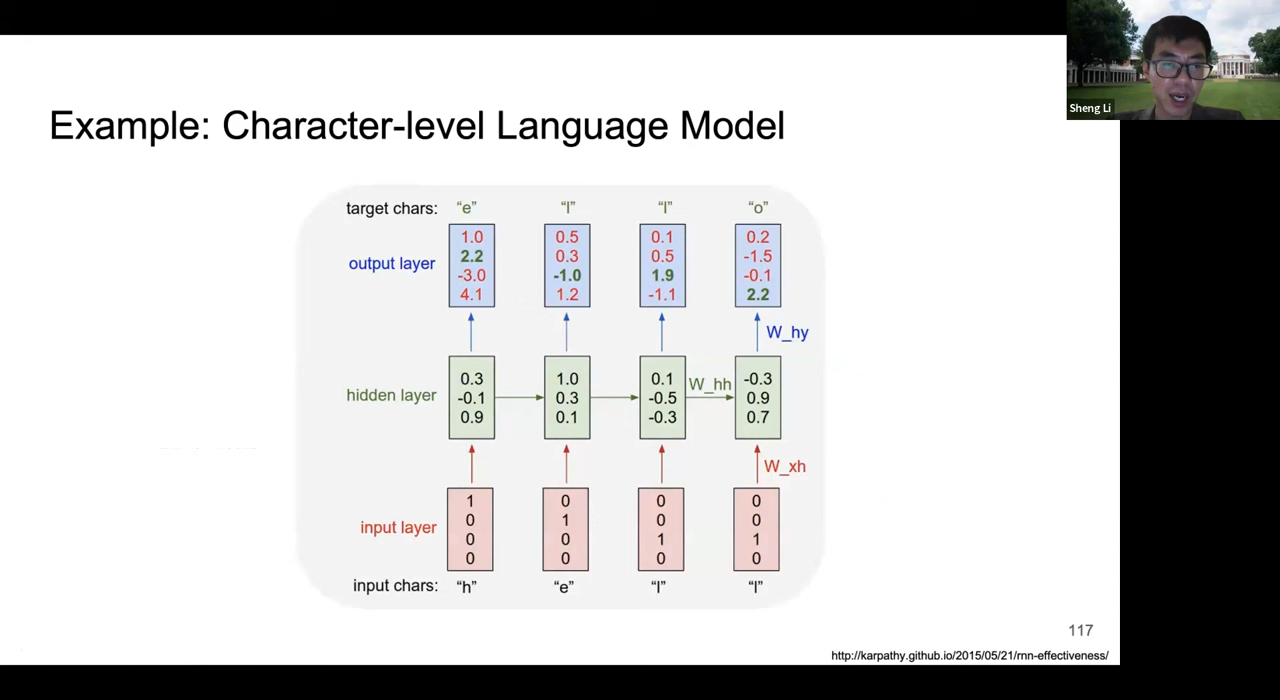 Sheng Li
Example: Character-level Language Model
target chars: “e” “l” “l” “o”
1.0 0.5 0.1 0.2
2.2 0.3 0.5 -1.5
output layer
-3.0 -1.0 1.9 -0.1
4.1 1.2 -1.1 2.2
W_hy
0.3 1.0 0.1 -0.3
W_hh
hidden layer -0.1 0.3 -0.5 0.9
0.9 0.1 -0.3 0.7
W_xh
1 0 0 0
0 1 0 0
input layer
0 0 1 1
0 0 0 0
input chars: “h” “e” “l” “l”
117
http://karpathy.github.io/2015/05/21/rnn-effectiveness/